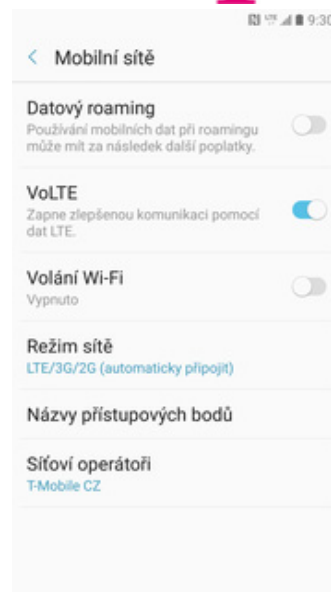 9:30
Mobilní sítě
Datový roaming
Používání mobilních dat při roamingu
může mít za následek další poplatky.
VoLTE
Zapne zlepšenou komunikaci pomocí
dat LTE.
Volání Wi-Fi
Vypnuto
Režim sítě
LTE/3G/2G (automaticky připojit)
Názvy přístupových bodů
Síťoví operátoři
T-Mobile CZ